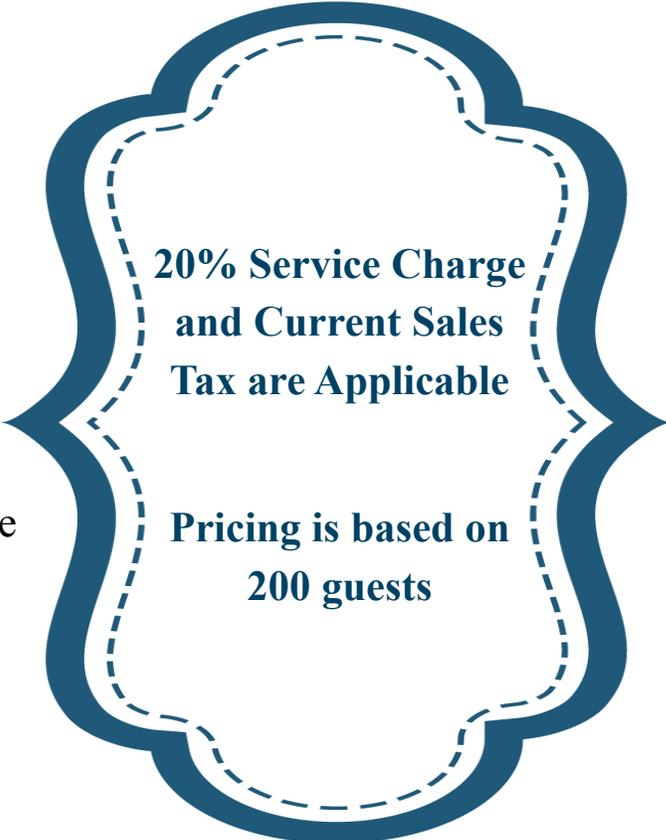 20% Service Charge
and Current Sales
Tax are Applicable
e
Pricing is based on
200 guests